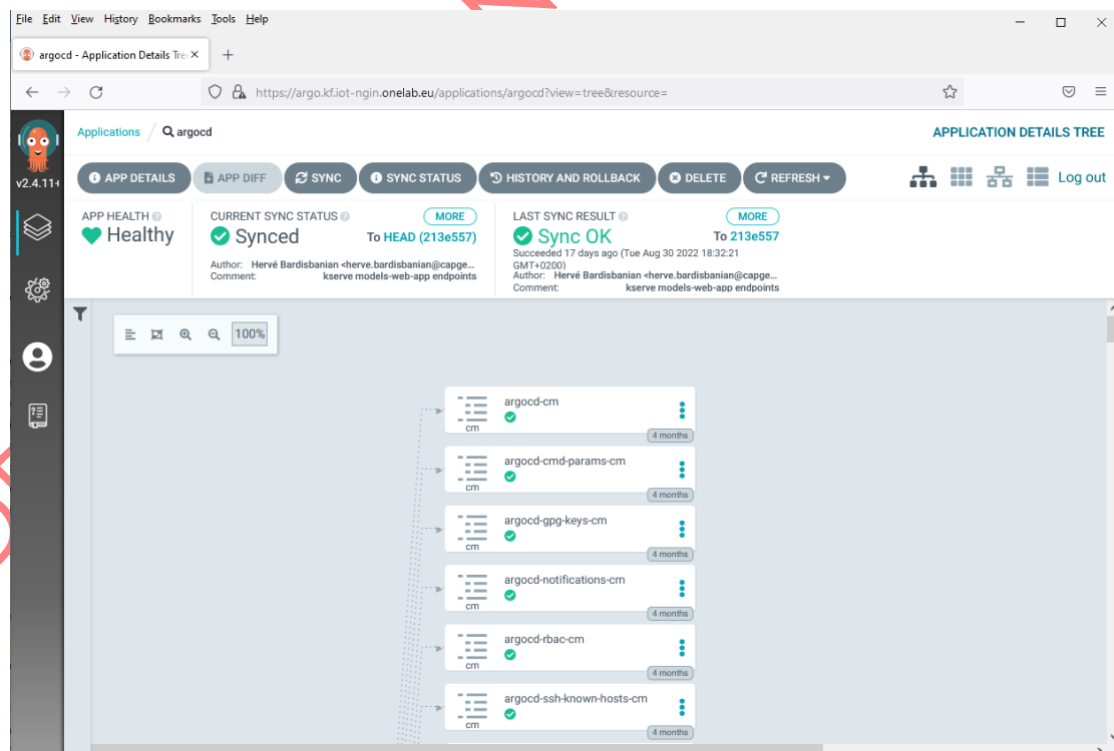 File Edit View History Bookmarks Tools Help
argocd - Application Details Tre
https://argo.kf.iot-ngin.onelab.eu/applications/argocd?view=tree&resource=
Applications / argocd
APPLICATION DETAILS TREE
v2.4.11+
APP DETAILS APP DIFF SYNC SYNC STATUS HISTORY AND ROLLBACK DELETE REFRESH
Log out
APP HEALTH
Healthy
CURRENT SYNC STATUS MORE
Synced To HEAD (213e557)
Author: Hervé Bardisbanian <herve.bardisbanian@capge...
Comment: kserve models-web-app endpoints
LAST SYNC RESULT MORE
Sync OK To 213e557
Succeeded 17 days ago (Tue Aug 30 2022 18:32:21
GMT+0200)
Author: Hervé Bardisbanian <herve.bardisbanian@capge...
Comment: kserve models-web-app endpoints
100%
argocd-cm
cm
4 months
argocd-cmd-params-cm
cm
4 months
argocd-gpg-keys-cm
cm
4 months
argocd-notifications-cm
cm
4 months
argocd-rbac-cm
cm
4 months
argocd-ssh-known-hosts-cm
cm
4 months